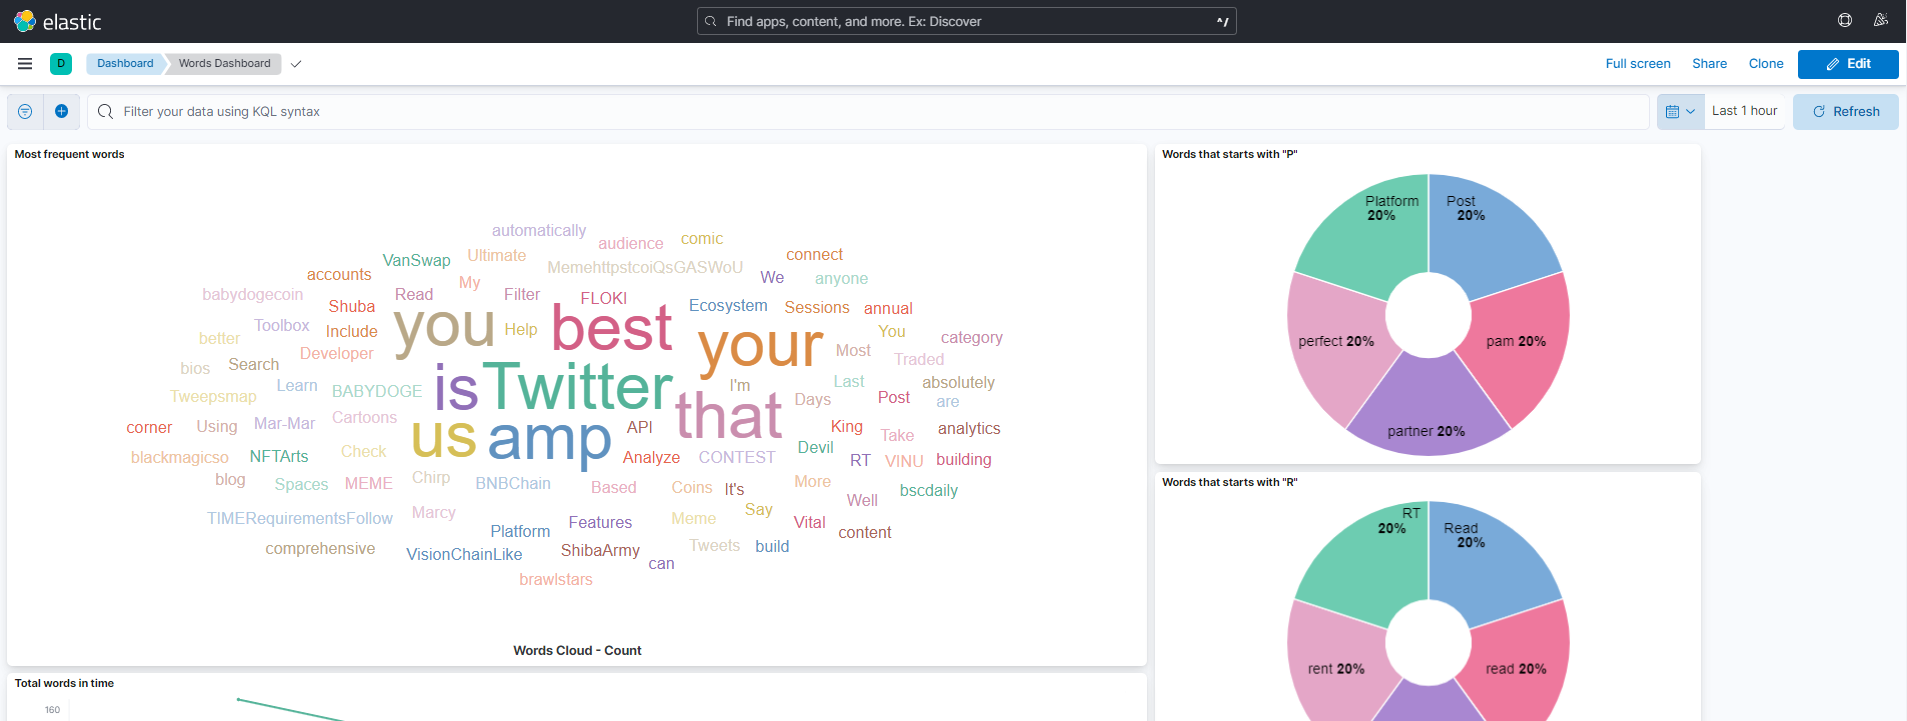 elastic
Find apps, content, and more. Ex: Discover
^/
D
Dashboard
Words Dashboard
Full screen
Share
Clone
Edit
Filter your data using KQL syntax
Last 1 hour
Refresh
Most frequent words
automatically
audience
comic
VanSwap
Ultimate
MemehttpstcoiQsGASWoU
connect
accounts
My
We
anyone
babydogecoin
Read
Filter
FLOKI
Shuba
Ecosystem
Sessions
annual
Toolbox
Include
you
Help
best
your
You
better
Developer
Most
category
bios
Search
Traded
Learn
BABYDOGE
is
Twitter
I'm
Last
absolutely
Tweepsmap
Days
Post
are
corner
Using
Mar-Mar
Cartoons
us
amp
API
that
King
Take
analytics
blackmagicso
NFTArts
Check
Analyze
CONTEST
Devil
RT
VINU
building
blog
Spaces
MEME
Chirp
BNBChain
Based
Coins
It's
More
Well
bscdaily
TIMERequirementsFollow
Marcy
Platform
Features
Meme
Say
Vital
content
comprehensive
VisionChainLike
ShibaArmy
Tweets
build
can
brawlstars
Words Cloud - Count
Total words in time
160
Words that starts with "P"
Platform
20%
Post
20%
perfect 20%
pam 20%
partner 20%
Words that starts with "R"
RT
20%
Read
20%
rent 20%
read 20%